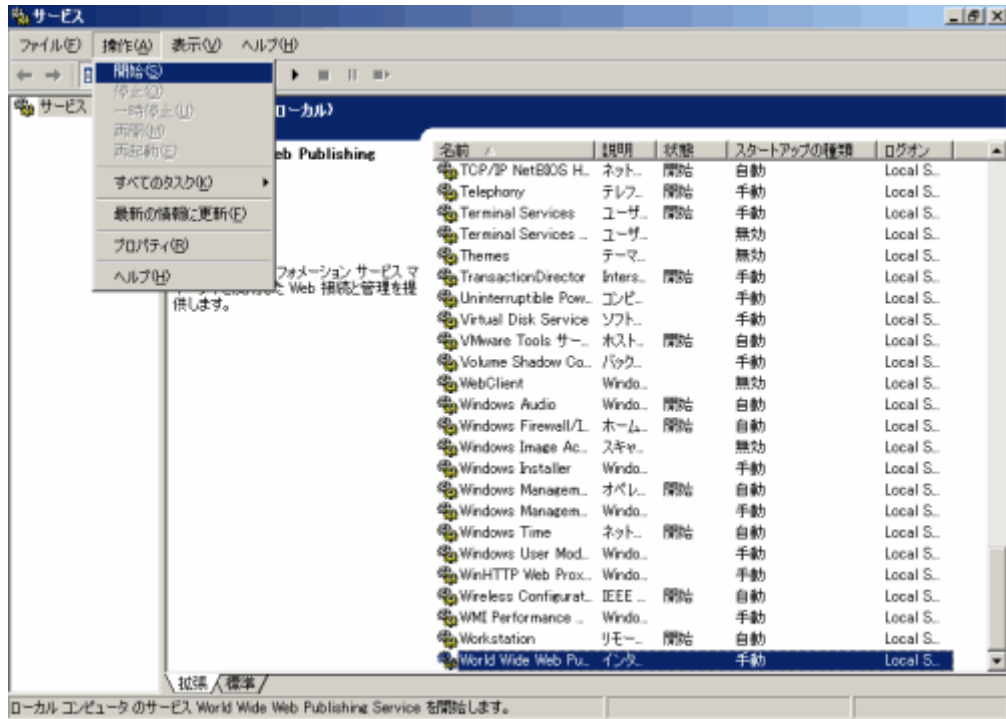 サービス
ファイル(F) 操作(A) 表示(V) ヘルプ(H)
開始(S)
停止(O)
一時停止(U)
再開(M)
再起動(E)
すべてのタスク(K)
最新の情報に更新(F)
プロパティ(R)
ヘルプ(H)
サービス
ローカル)
eb Publishing
フォメーション サービス マ
Web 接続と管理を提
供します。
名前 説明 状態 スタートアップの種類 ログオン
TCP/IP NetBIOS H... ネット... 開始 自動 Local S...
Telephony テレフ... 開始 手動 Local S...
Terminal Services ユーザ... 開始 手動 Local S...
Terminal Services ... ユーザ... 無効 Local S...
Themes テーマ... 無効 Local S...
TransactionDirector Inters... 開始 手動 Local S...
Uninterruptible Pow... コンピ... 手動 Local S...
Virtual Disk Service ソフト... 手動 Local S...
VMware Tools サー... ホスト... 開始 自動 Local S...
Volume Shadow Co... バック... 手動 Local S...
WebClient Windo... 無効 Local S...
Windows Audio Windo... 開始 自動 Local S...
Windows Firewall/I... ホーム... 開始 自動 Local S...
Windows Image Ac... スキャ... 無効 Local S...
Windows Installer Windo... 手動 Local S...
Windows Managem... オペレ... 開始 自動 Local S...
Windows Managem... Windo... 手動 Local S...
Windows Time ネット... 開始 自動 Local S...
Windows User Mod... Windo... 手動 Local S...
WinHTTP Web Prox... Windo... 手動 Local S...
Wireless Configurat... IEEE ... 開始 自動 Local S...
WMI Performance ... Windo... 手動 Local S...
Workstation リモー... 開始 自動 Local S...
World Wide Web Pu... インタ... 手動 Local S...
拡張 標準
ローカル コンピュータ のサービス World Wide Web Publishing Service を開始します。